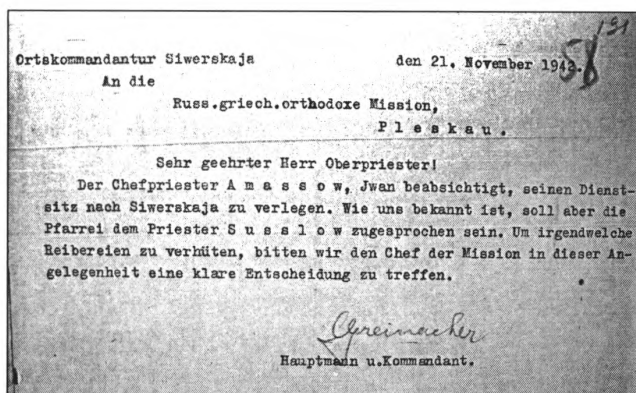 191
Ortskommandantur Siwerskaja den 21. November 1942.
58
An die
Russ.griech.orthodoxe Mission,
P l e s k a u .
Sehr geehrter Herr Oberpriester!
Der Chefpriester A m a s s o w, Jwan beabsichtigt, seinen Dienst-
sitz nach Siwerskaja zu verlegen. Wie uns bekannt ist, soll aber die
Pfarrei dem Priester S u s s l o w zugesprochen sein. Um irgendwelche
Reibereien zu verhüten, bitten wir den Chef der Mission in dieser An-
gelegenheit eine klare Entscheidung zu treffen.
Greinacher
Hauptmann u.Kommandant.